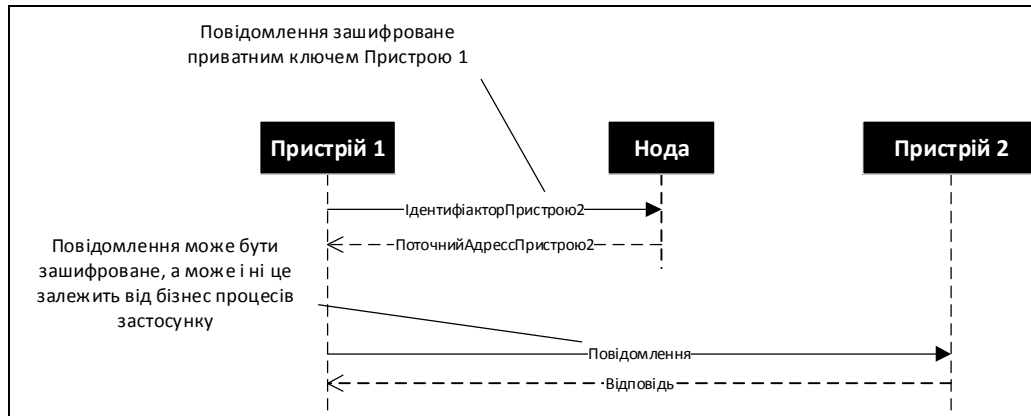 Повідомлення зашифроване
приватним ключем Пристрою 1
Пристрій 1
Нода
Пристрій 2
ІдентифіакторПристрою2
ПоточнийАдрессПристрою2
Повідомлення може бути
зашифроване, а може і ні це
залежить від бізнес процесів
застосунку
Повідомлення
Відповідь